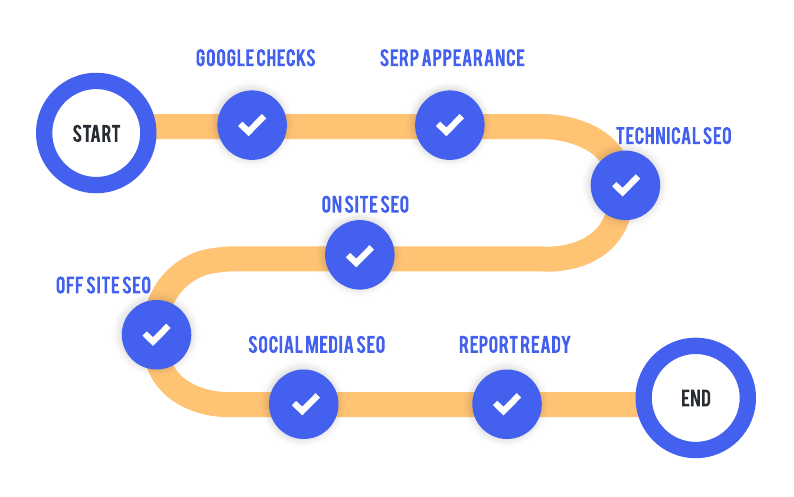 GOOGLE CHECKS
SERP APPEARANCE
START
TECHNICAL SEO
ON SITE SEO
OFF SITE SEO
SOCIAL MEDIA SEO
REPORT READY
END